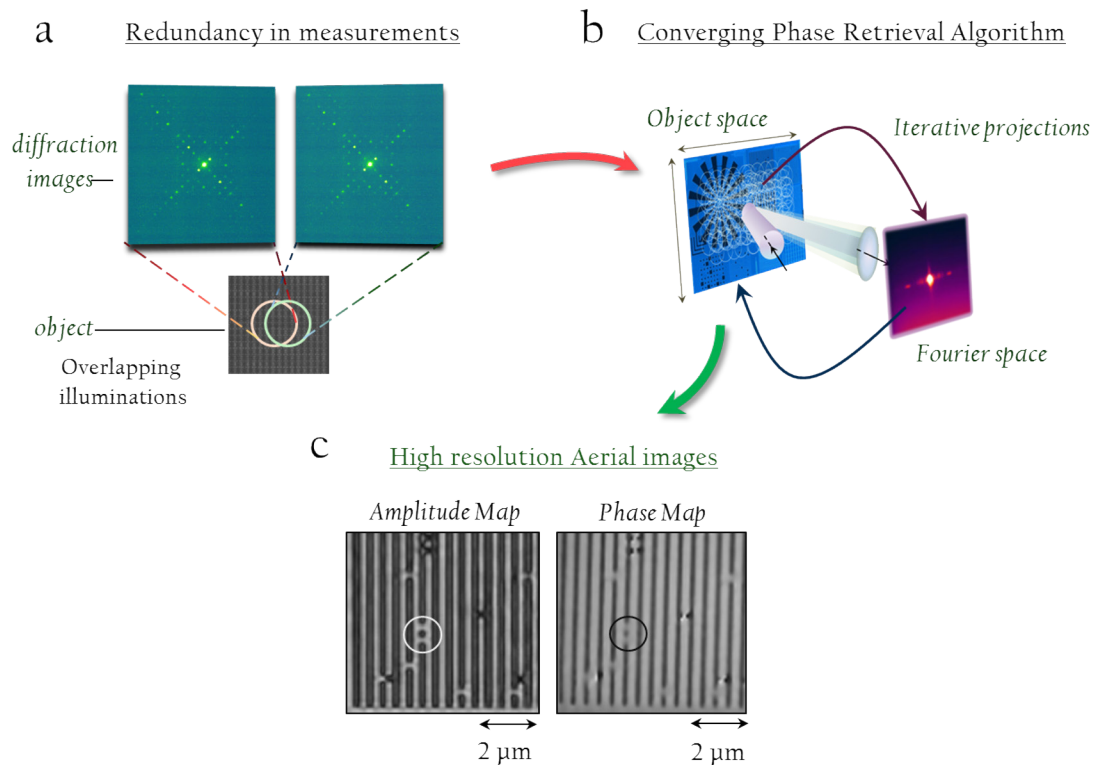 a
Redundancy in measurements
diffraction
images
object
Overlapping
illuminations
b
Converging Phase Retrieval Algorithm
Object space
Iterative projections
Fourier space
c
High resolution Aerial images
Amplitude Map
Phase Map
2 μm
2 μm